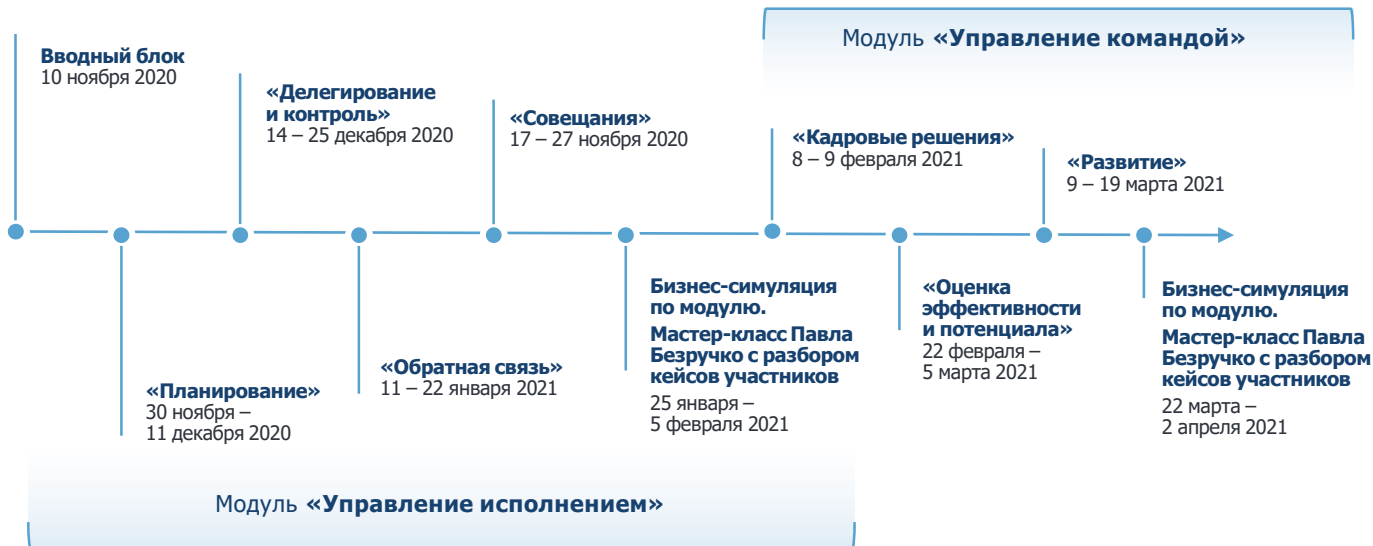 Модуль «Управление командой»
Вводный блок
10 ноября 2020
«Делегирование
и контроль»
14 – 25 декабря 2020
«Совещания»
17 – 27 ноября 2020
«Кадровые решения»
8 – 9 февраля 2021
«Развитие»
9 – 19 марта 2021
«Планирование»
30 ноября –
11 декабря 2020
«Обратная связь»
11 – 22 января 2021
Бизнес-симуляция
по модулю.
Мастер-класс Павла
Безручко с разбором
кейсов участников
25 января –
5 февраля 2021
«Оценка
эффективности
и потенциала»
22 февраля –
5 марта 2021
Бизнес-симуляция
по модулю.
Мастер-класс Павла
Безручко с разбором
кейсов участников
22 марта –
2 апреля 2021
Модуль «Управление исполнением»